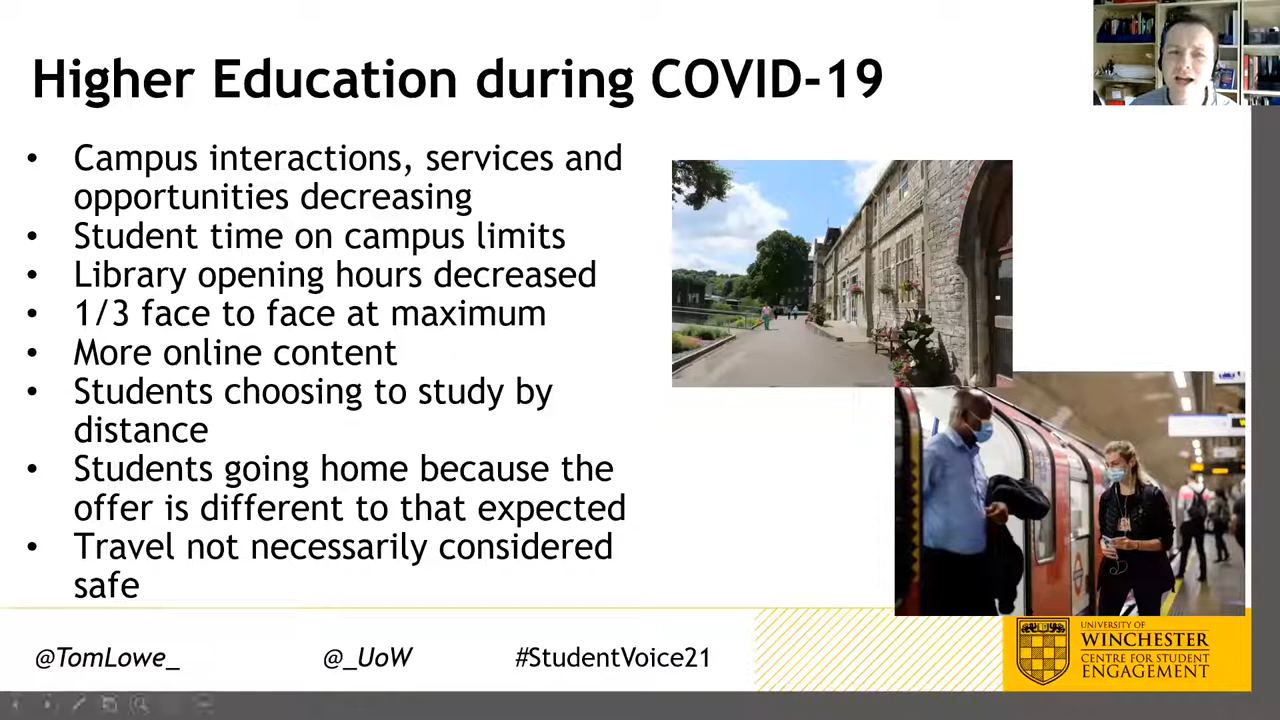 Higher Education during COVID-19
• Campus interactions, services and
opportunities decreasing
• Student time on campus limits
• Library opening hours decreased
• 1/3 face to face at maximum
• More online content
• Students choosing to study by
distance
• Students going home because the
offer is different to that expected
• Travel not necessarily considered
safe
@TomLowe_ @_UoW #StudentVoice21
UNIVERSITY OF
WINCHESTER
CENTRE FOR STUDENT
ENGAGEMENT